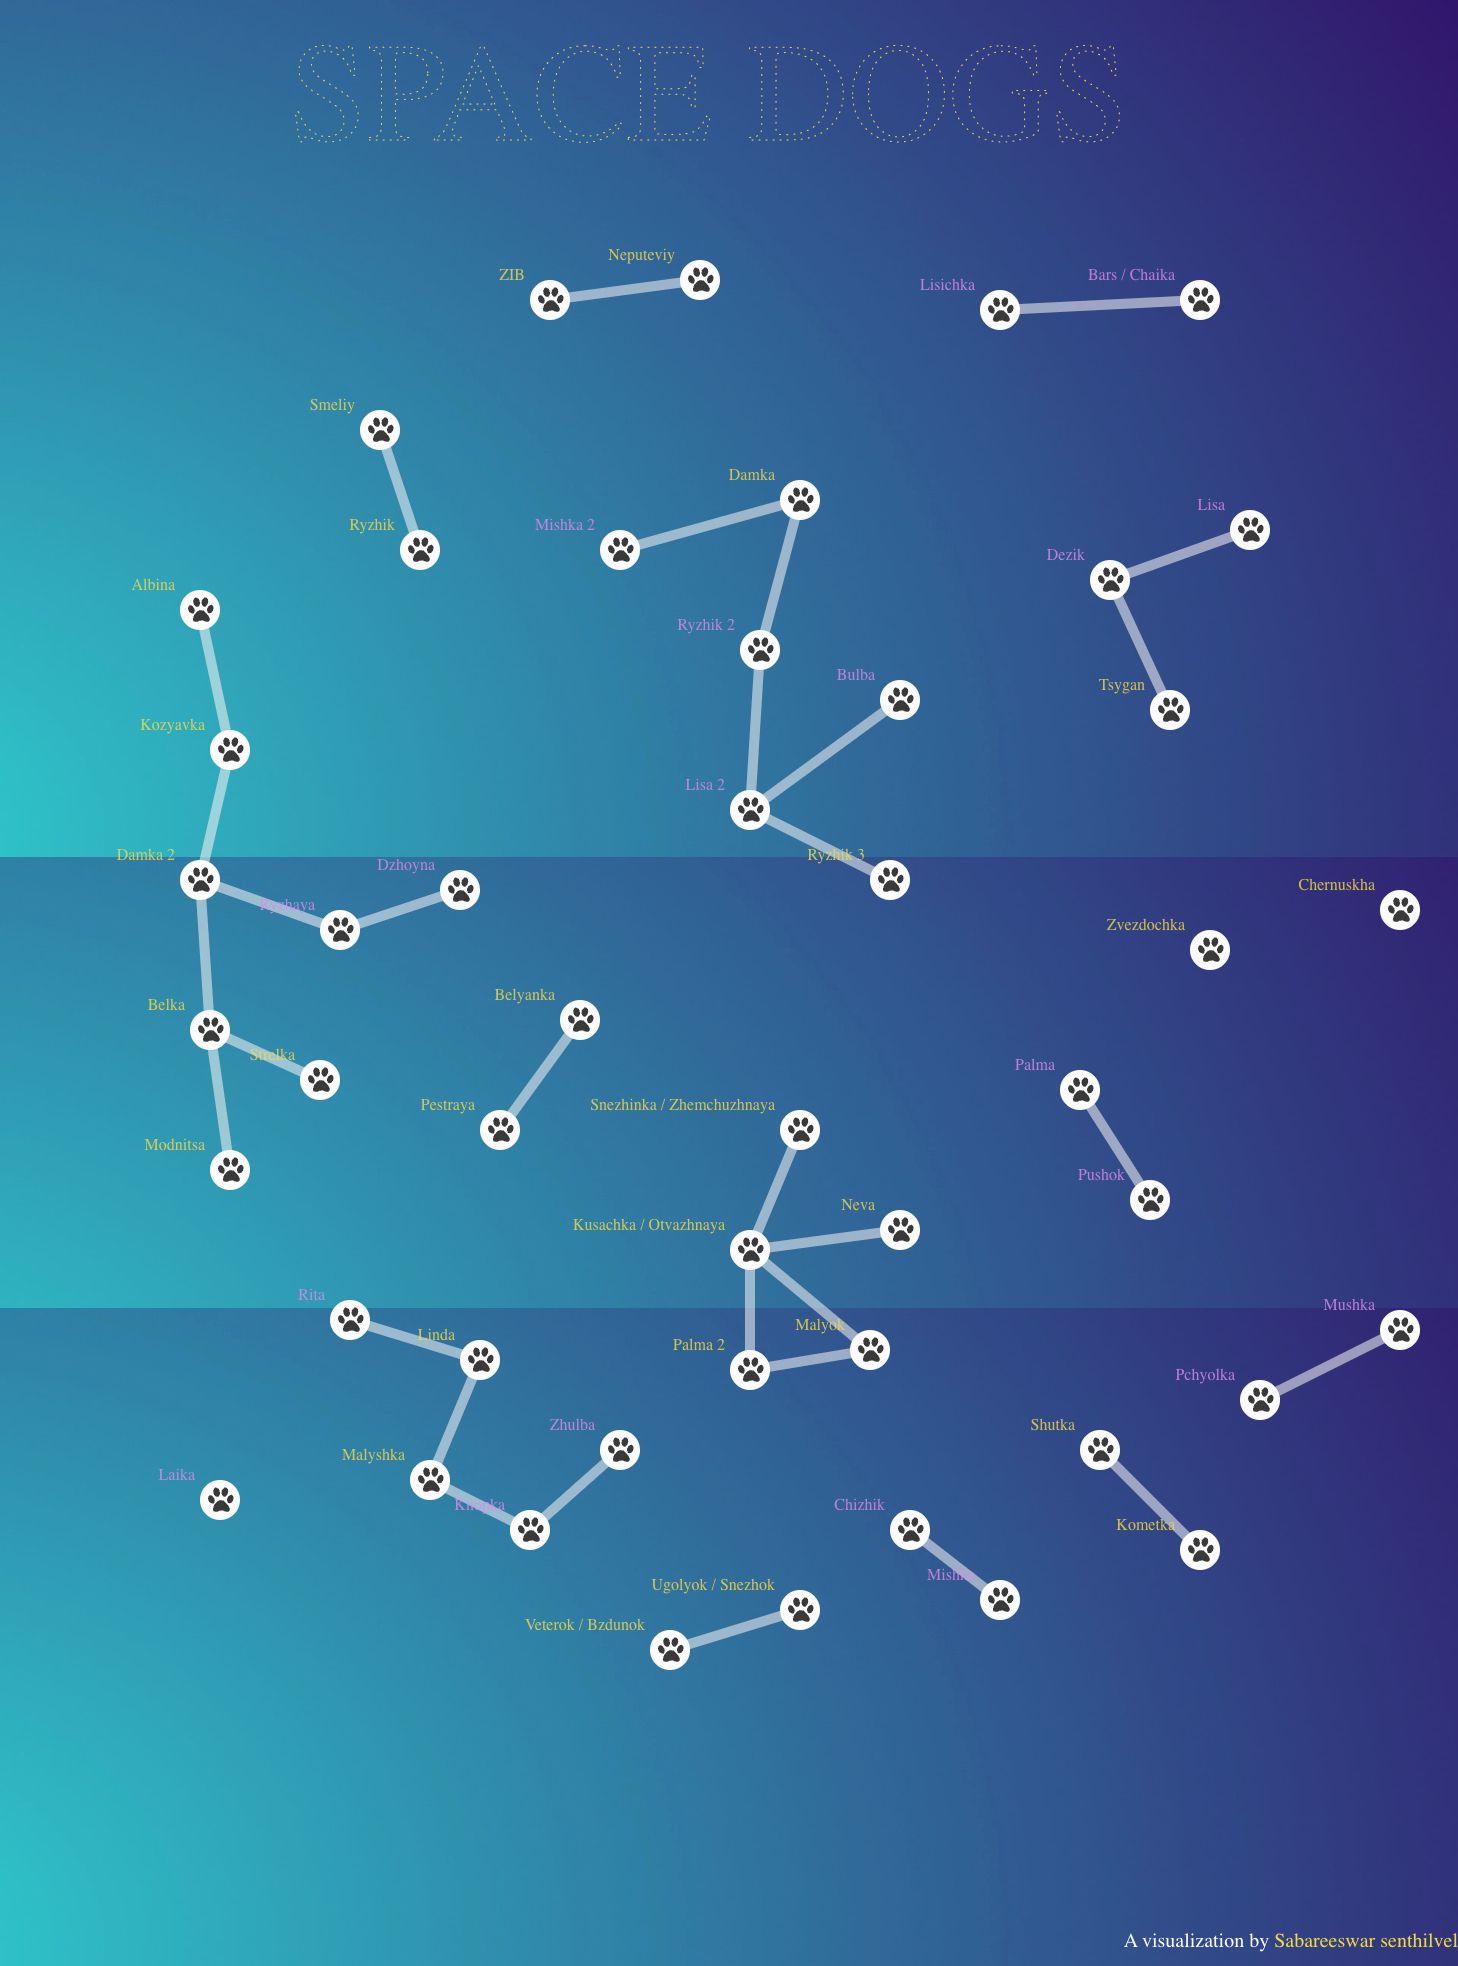 SPACE DOGS
Neputeviy
ZIB
Bars / Chaika
Lisichka
Smeliy
Damka
Lisa
Ryzhik
Mishka 2
Dezik
Albina
Ryzhik 2
Bulba
Tsygan
Kozyavka
Lisa 2
Damka 2
Ryzhik 3
Dzhoyna
Chernuskha
Ryzhaya
Zvezdochka
Belyanka
Belka
Strelka
Palma
Pestraya
Snezhinka / Zhemchuzhnaya
Modnitsa
Pushok
Neva
Kusachka / Otvazhnaya
Rita
Mushka
Malyok
Linda
Palma 2
Pchyolka
Zhulba
Shutka
Malyshka
Laika
Knopka
Chizhik
Kometka
Mishka
Ugolyok / Snezhok
Veterok / Bzdunok
A visualization by Sabareeswar senthilvel